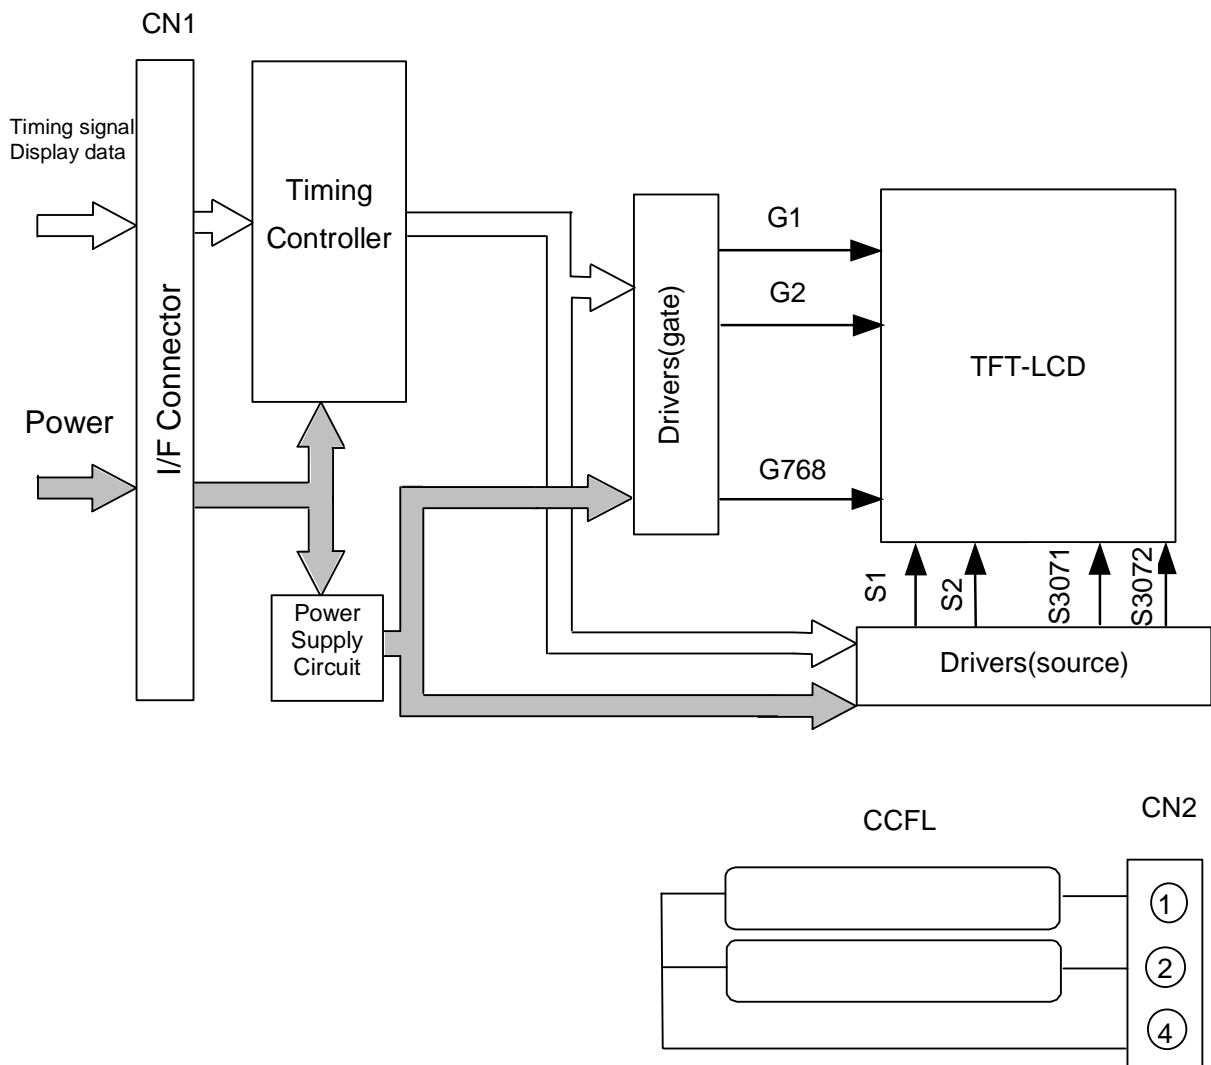 CN1
Timing signal
Display data
Timing
Controller
I/F Connector
Power
Drivers(gate)
G1
G2
G768
TFT-LCD
S1
S2
S3071
S3072
Power
Supply
Circuit
Drivers(source)
CCFL
CN2
1
2
4